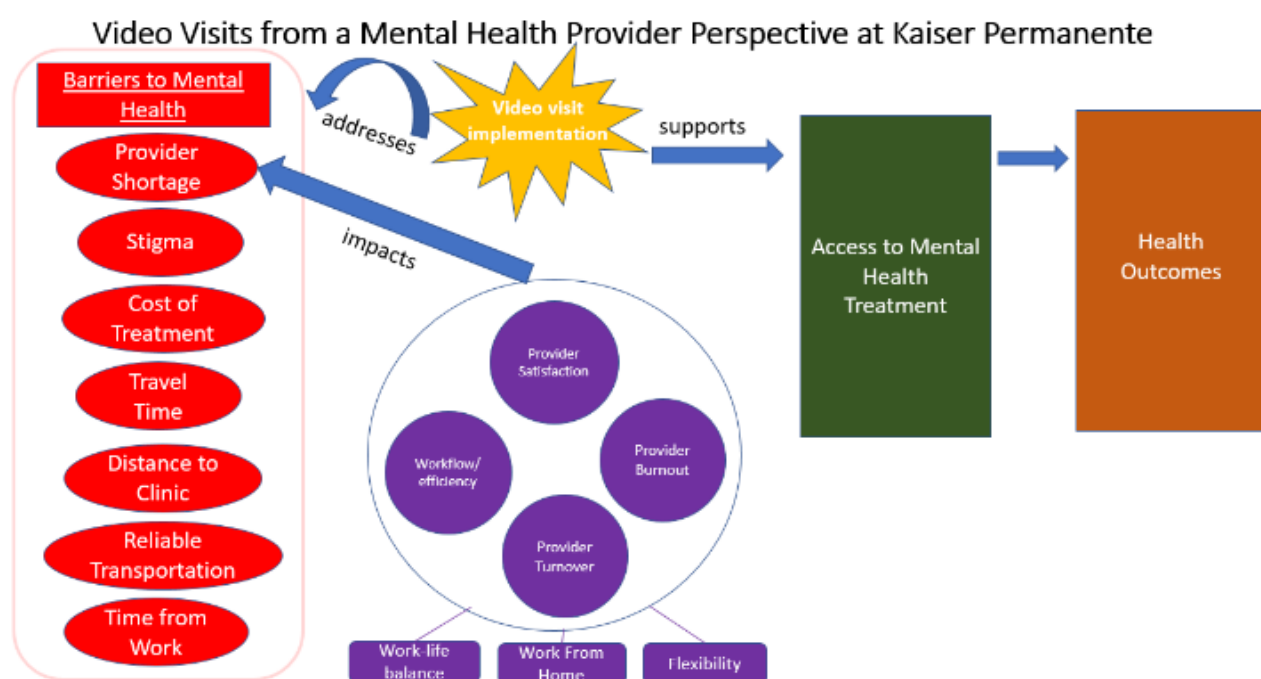 Video Visits from a Mental Health Provider Perspective at Kaiser Permanente
Barriers to Mental
Health
Provider
Shortage
Stigma
Cost of
Treatment
Travel
Time
Distance to
Clinic
Reliable
Transportation
Time from
Work
addresses
Video visit
implementation
supports
impacts
Provider
Satisfaction
Workflow/
efficiency
Provider
Burnout
Provider
Turnover
Work-life
balance
Work From
Home
Flexibility
Access to Mental
Health
Treatment
Health
Outcomes